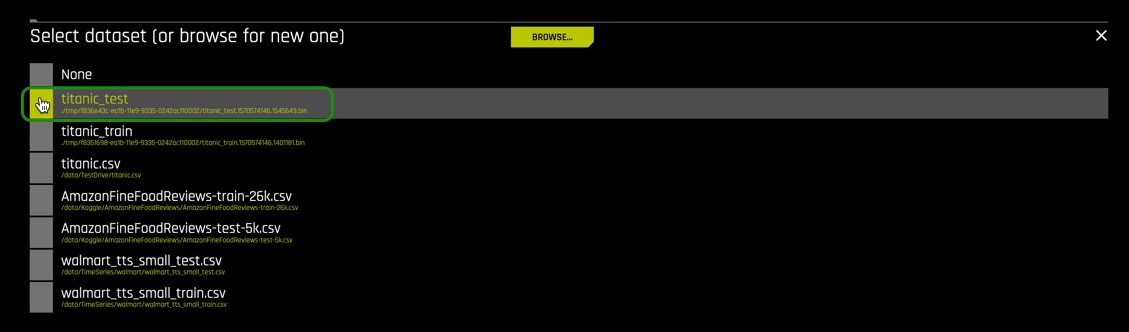 Select dataset (or browse for new one)
BROWSE...
None
titanic_test
./tmp/f836e43c-ea1b-11e9-9335-0242ac110002/titanic_test.1570574146.1545649.bin
titanic_train
./tmp/f8351698-ea1b-11e9-9335-0242ac110002/titanic_train.1570574146.1401181.bin
titanic.csv
/data/TestDrive/titanic.csv
AmazonFineFoodReviews-train-26k.csv
/data/Kaggle/AmazonFineFoodReviews/AmazonFineFoodReviews-train-26k.csv
AmazonFineFoodReviews-test-5k.csv
/data/Kaggle/AmazonFineFoodReviews/AmazonFineFoodReviews-test-5k.csv
walmart_tts_small_test.csv
/data/TimeSeries/walmart/walmart_tts_small_test.csv
walmart_tts_small_train.csv
/data/TimeSeries/walmart/walmart_tts_small_train.csv